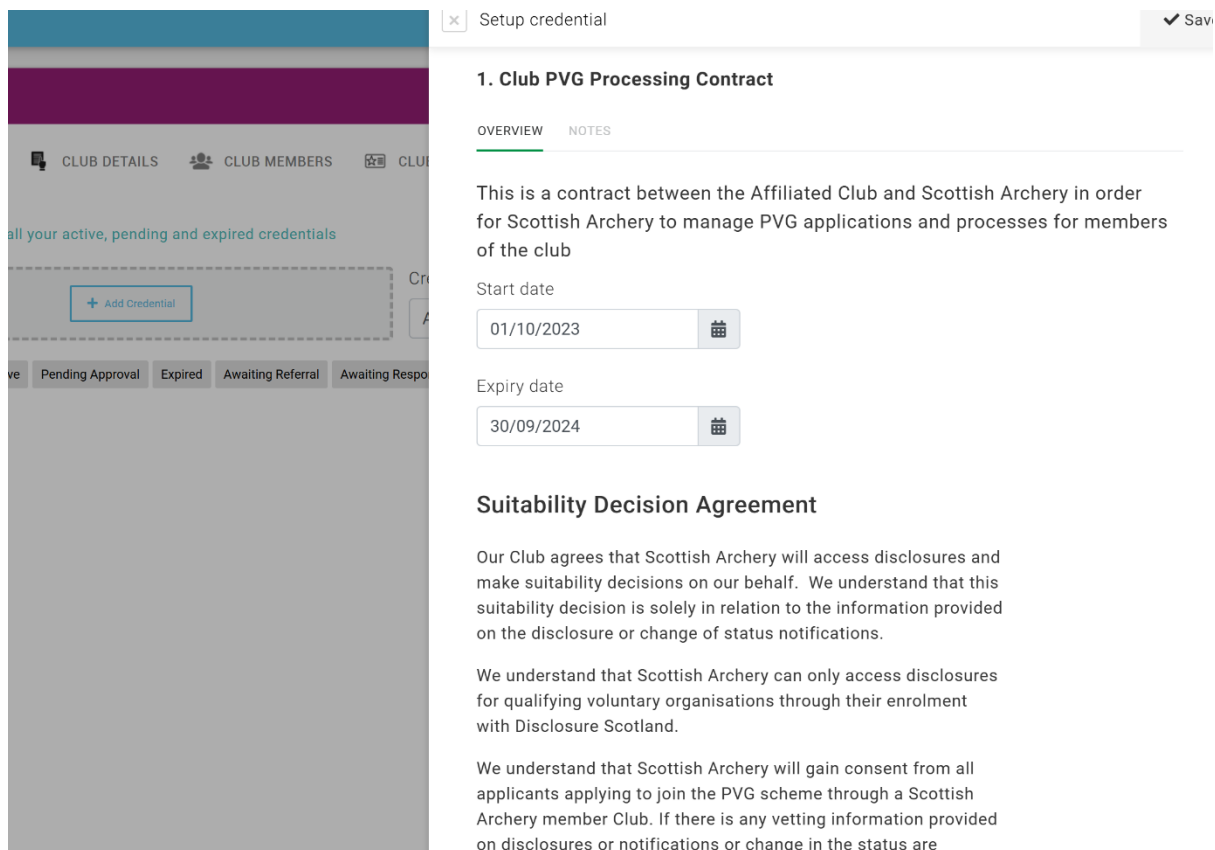 Setup credential
Save
1. Club PVG Processing Contract
OVERVIEW NOTES
CLUB DETAILS CLUB MEMBERS
This is a contract between the Affiliated Club and Scottish Archery in order
for Scottish Archery to manage PVG applications and processes for members
of the club
all your active, pending and expired credentials
Add Credential
Start date
01/10/2023
Pending Approval Expired Awaiting Referral Awaiting
Expiry date
30/09/2024
Suitability Decision Agreement
Our Club agrees that Scottish Archery will access disclosures and
make suitability decisions on our behalf. We understand that this
suitability decision is solely in relation to the information provided
on the disclosure or change of status notifications.
We understand that Scottish Archery can only access disclosures
for qualifying voluntary organisations through their enrolment
with Disclosure Scotland.
We understand that Scottish Archery will gain consent from all
applicants applying to join the PVG scheme through a Scottish
Archery member Club. If there is any vetting information provided
on disclosures or notifications or change in the status are